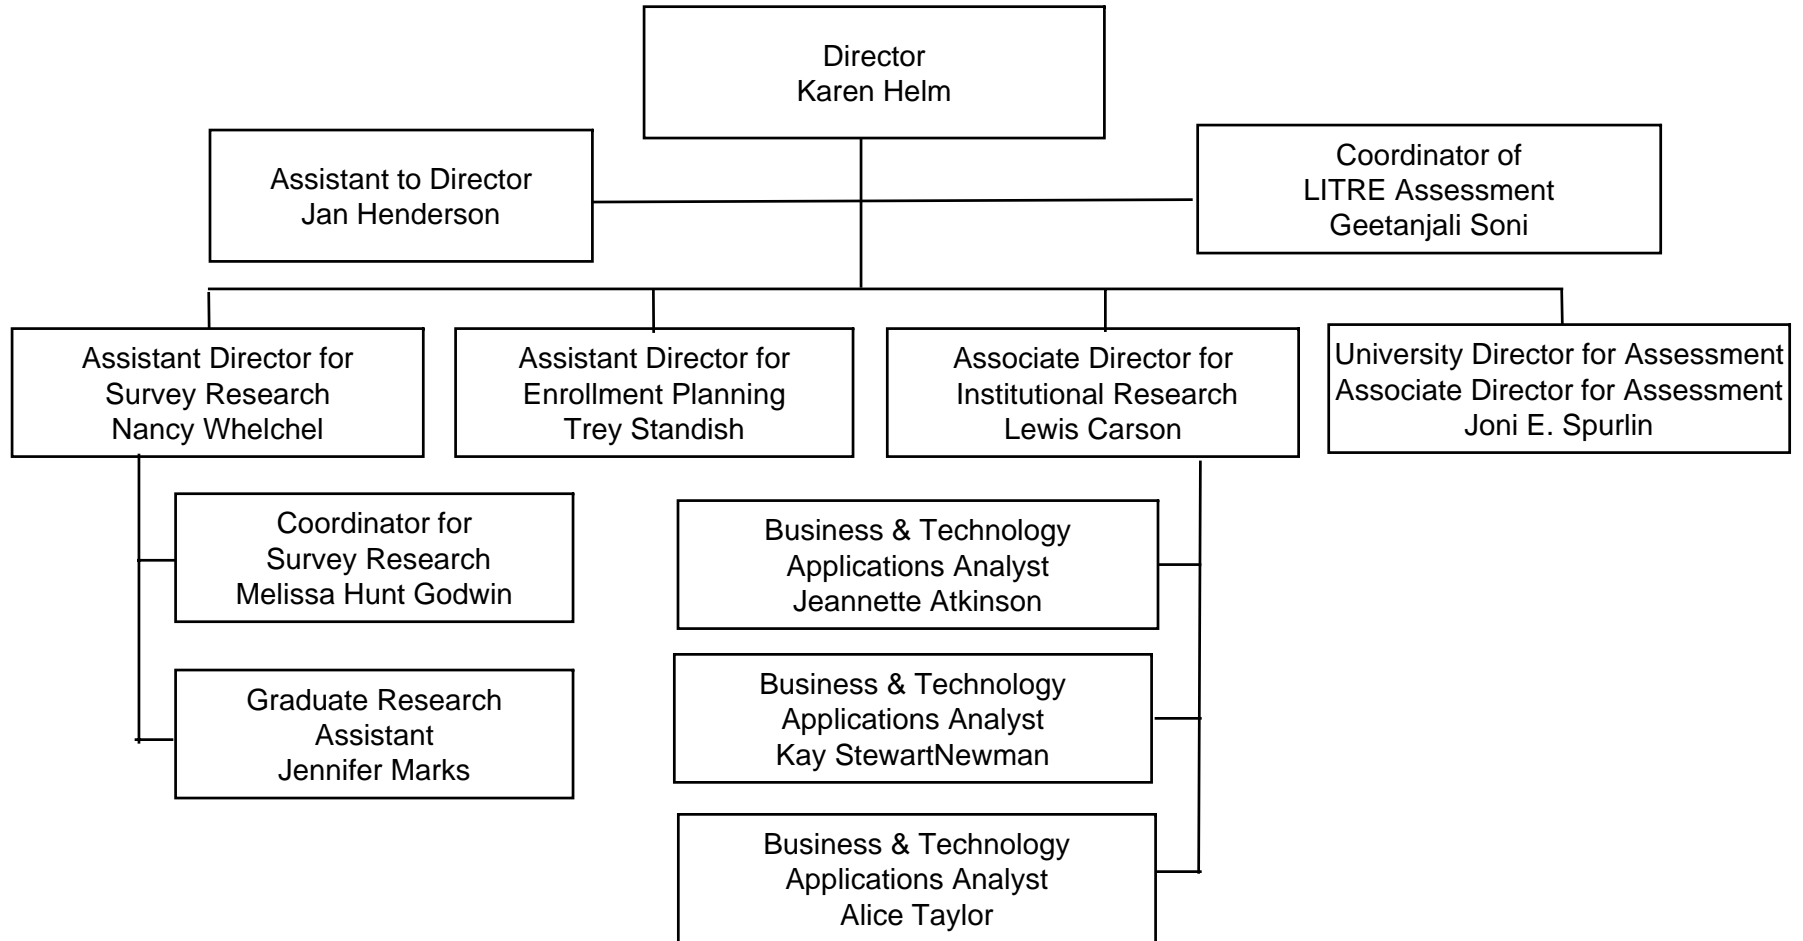 Director
Karen Helm
Assistant to Director
Jan Henderson
Coordinator of
LITRE Assessment
Geetanjali Soni
Assistant Director for
Survey Research
Nancy Whelchel
Assistant Director for
Enrollment Planning
Trey Standish
Associate Director for
Institutional Research
Lewis Carson
University Director for Assessment
Associate Director for Assessment
Joni E. Spurlin
Coordinator for
Survey Research
Melissa Hunt Godwin
Graduate Research
Assistant
Jennifer Marks
Business & Technology
Applications Analyst
Jeannette Atkinson
Business & Technology
Applications Analyst
Kay StewartNewman
Business & Technology
Applications Analyst
Alice Taylor